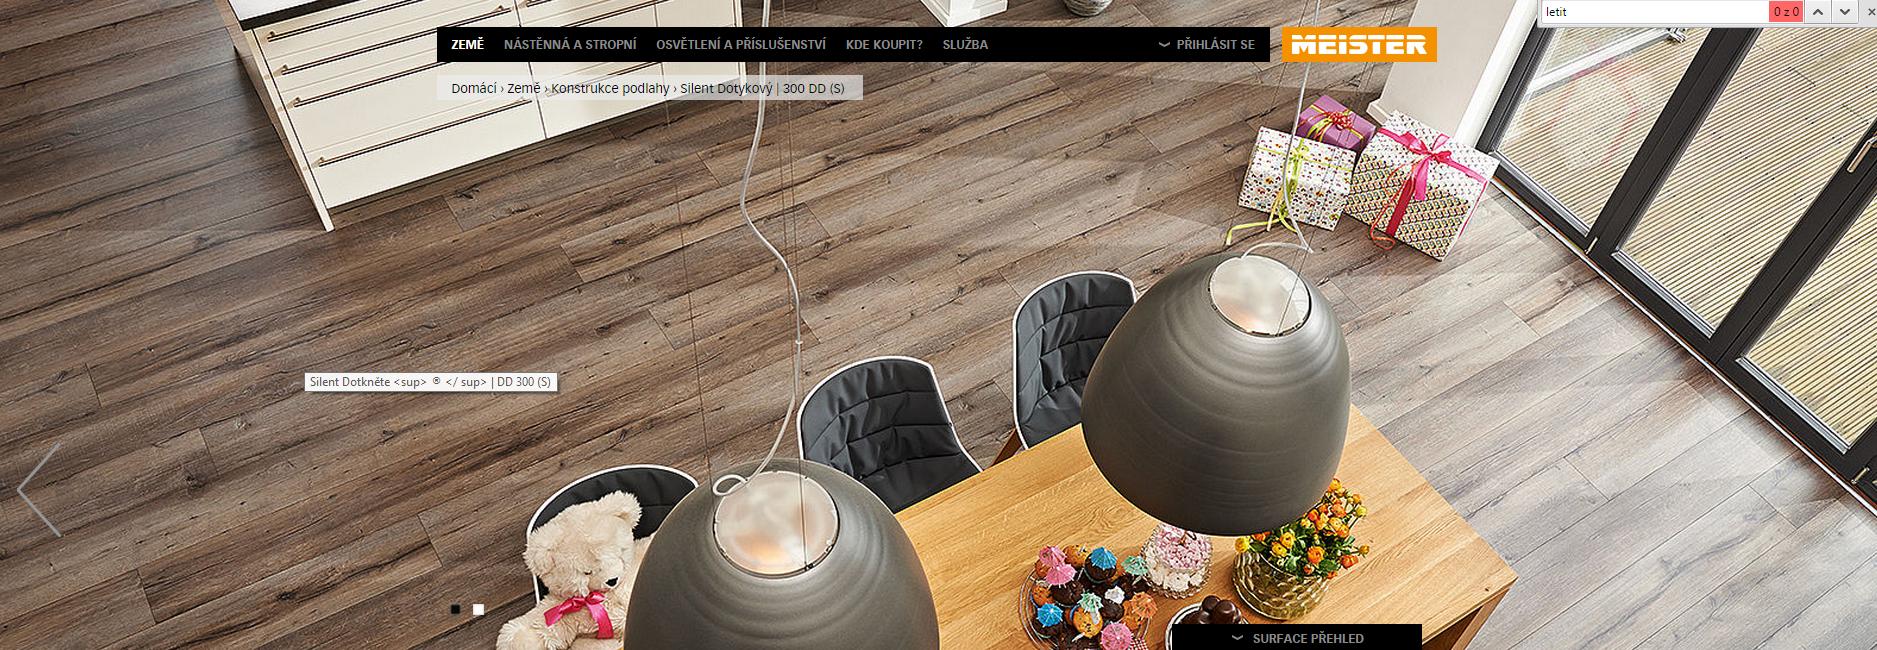 letit 0 z 0
ZEMĚ NÁSTĚNNÁ A STROPNÍ OSVĚTLENÍ A PŘÍSLUŠENSTVÍ KDE KOUPIT? SLUŽBA PŘIHLÁSIT SE MEISTER
Domácí › Země › Konstrukce podlahy › Silent Dotykový | 300 DD (S)
Silent Dotkněte <sup> ® </ sup> | DD 300 (S)
SURFACE PŘEHLED